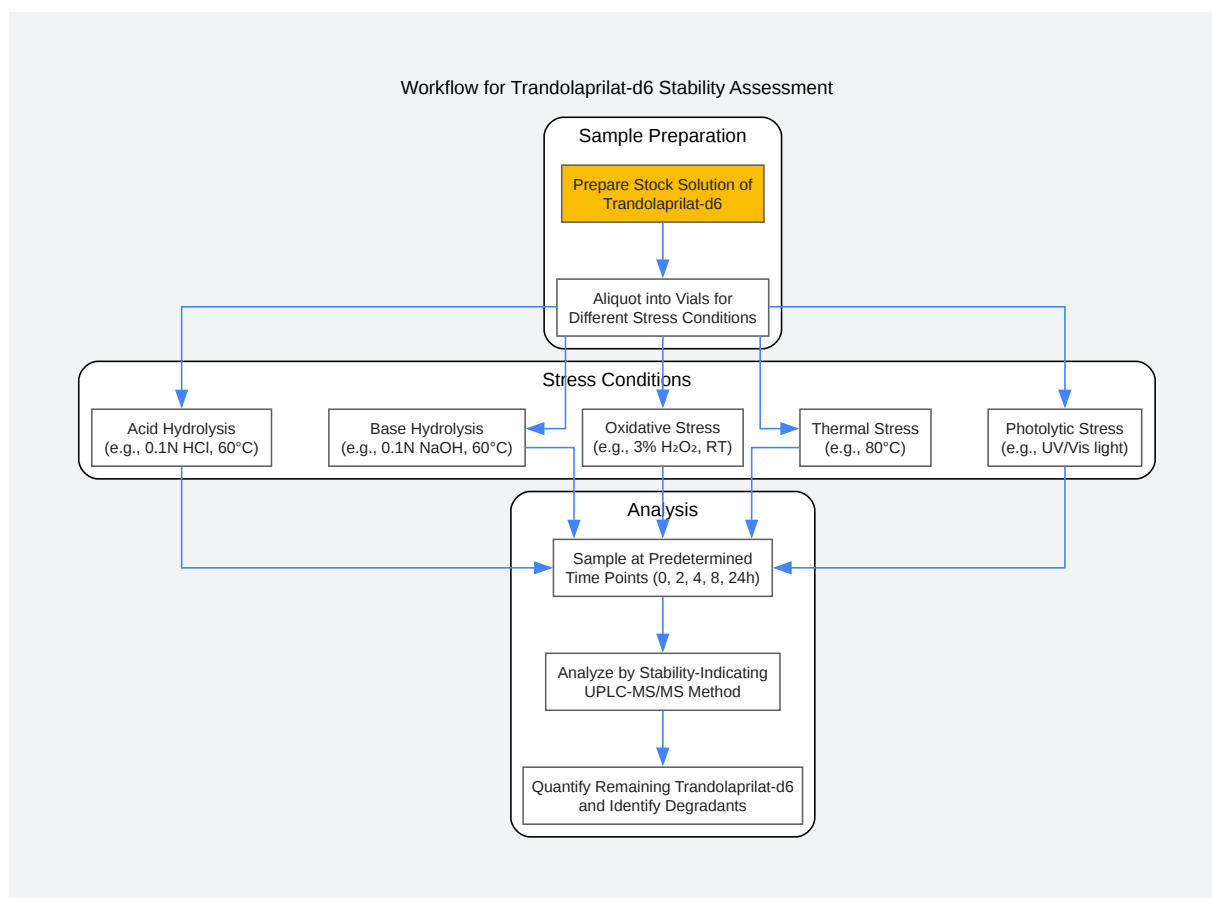 Workflow for Trandolaprilat-d6 Stability Assessment
Sample Preparation
Prepare Stock Solution of
Trandolaprilat-d6
Aliquot into Vials for
Different Stress Conditions
Stress Conditions
Acid Hydrolysis
(e.g., 0.1N HCl, 60°C)
Base Hydrolysis
(e.g., 0.1N NaOH, 60°C)
Oxidative Stress
(e.g., 3% H₂O₂, RT)
Thermal Stress
(e.g., 80°C)
Photolytic Stress
(e.g., UV/Vis light)
Analysis
Sample at Predetermined
Time Points (0, 2, 4, 8, 24h)
Analyze by Stability-Indicating
UPLC-MS/MS Method
Quantify Remaining Trandolaprilat-d6
and Identify Degradants